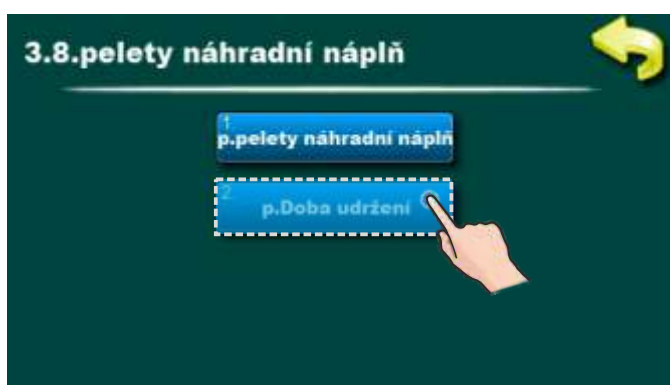 3.8.pelety náhradní náplň
1
p.pelety náhradní náplň
2
p.Doba udržení